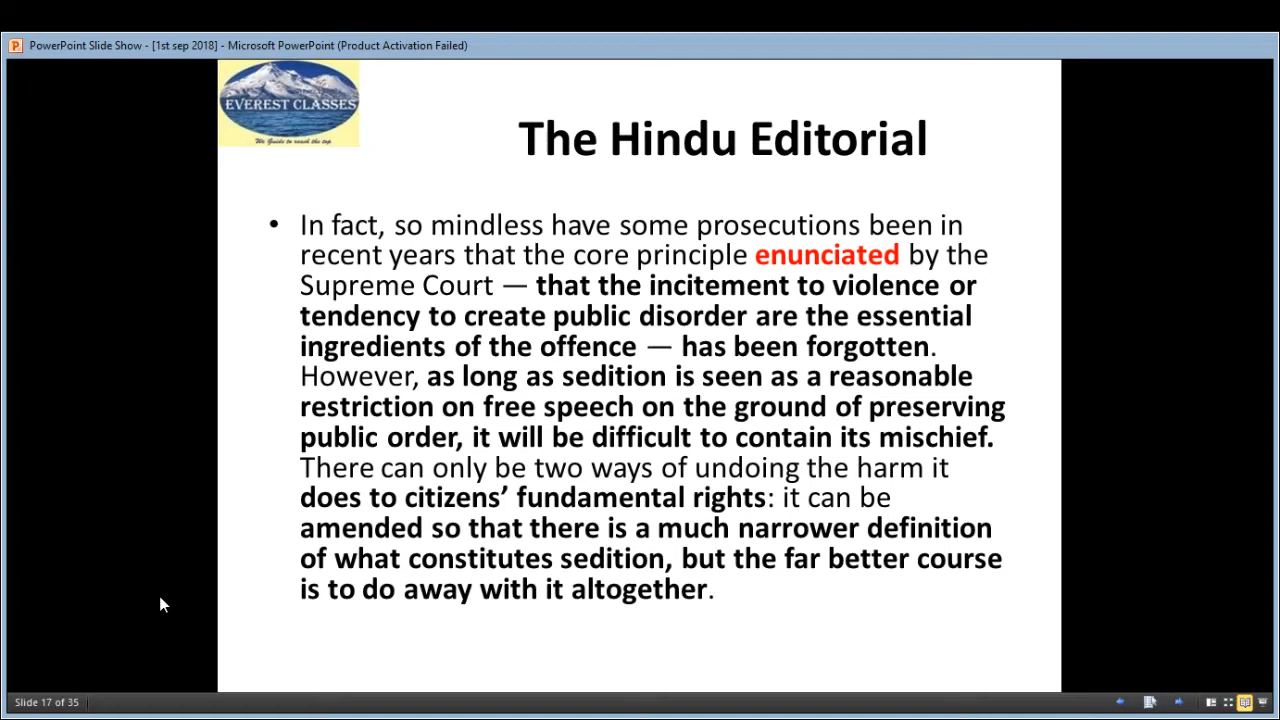 PowerPoint Slide Show - [1st sep 2018] - Microsoft PowerPoint (Product Activation Failed)
EVEREST CLASSES
We Guide to reach the top
The Hindu Editorial
• In fact, so mindless have some prosecutions been in
recent years that the core principle enunciated by the
Supreme Court — that the incitement to violence or
tendency to create public disorder are the essential
ingredients of the offence — has been forgotten.
However, as long as sedition is seen as a reasonable
restriction on free speech on the ground of preserving
public order, it will be difficult to contain its mischief.
There can only be two ways of undoing the harm it
does to citizens’ fundamental rights: it can be
amended so that there is a much narrower definition
of what constitutes sedition, but the far better course
is to do away with it altogether.
Slide 17 of 35